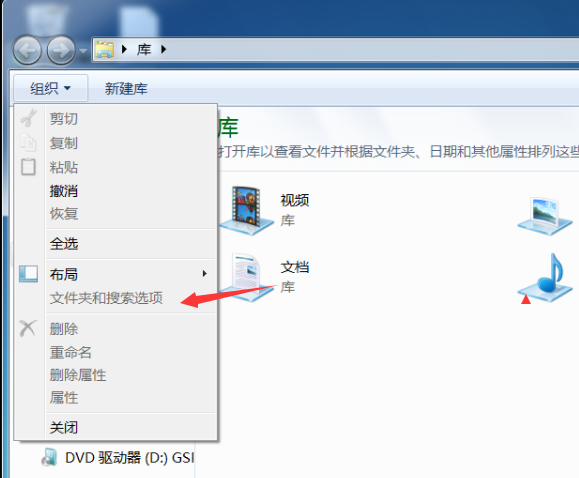 库
组织
新建库
剪切
复制
粘贴
撤消
恢复
全选
布局
文件夹和搜索选项
删除
重命名
删除属性
属性
关闭
库
打开库以查看文件并根据文件夹、日期和其他属性排列这些
视频
库
文档
库
DVD 驱动器 (D:) GSI